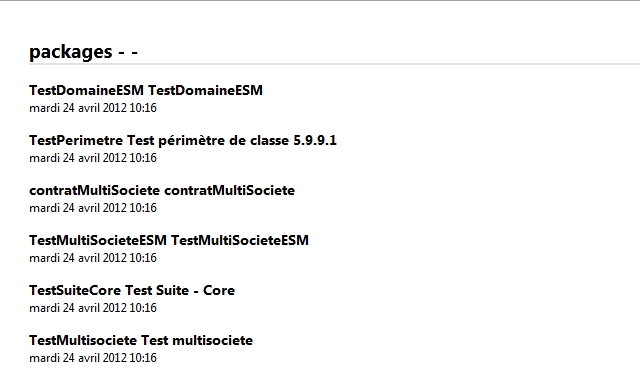 packages - -
TestDomaineESM TestDomaineESM
mardi 24 avril 2012 10:16
TestPerimetre Test périmètre de classe 5.9.9.1
mardi 24 avril 2012 10:16
contratMultiSociete contratMultiSociete
mardi 24 avril 2012 10:16
TestMultiSocieteESM TestMultiSocieteESM
mardi 24 avril 2012 10:16
TestSuiteCore Test Suite - Core
mardi 24 avril 2012 10:16
TestMultisociete Test multisociete
mardi 24 avril 2012 10:16